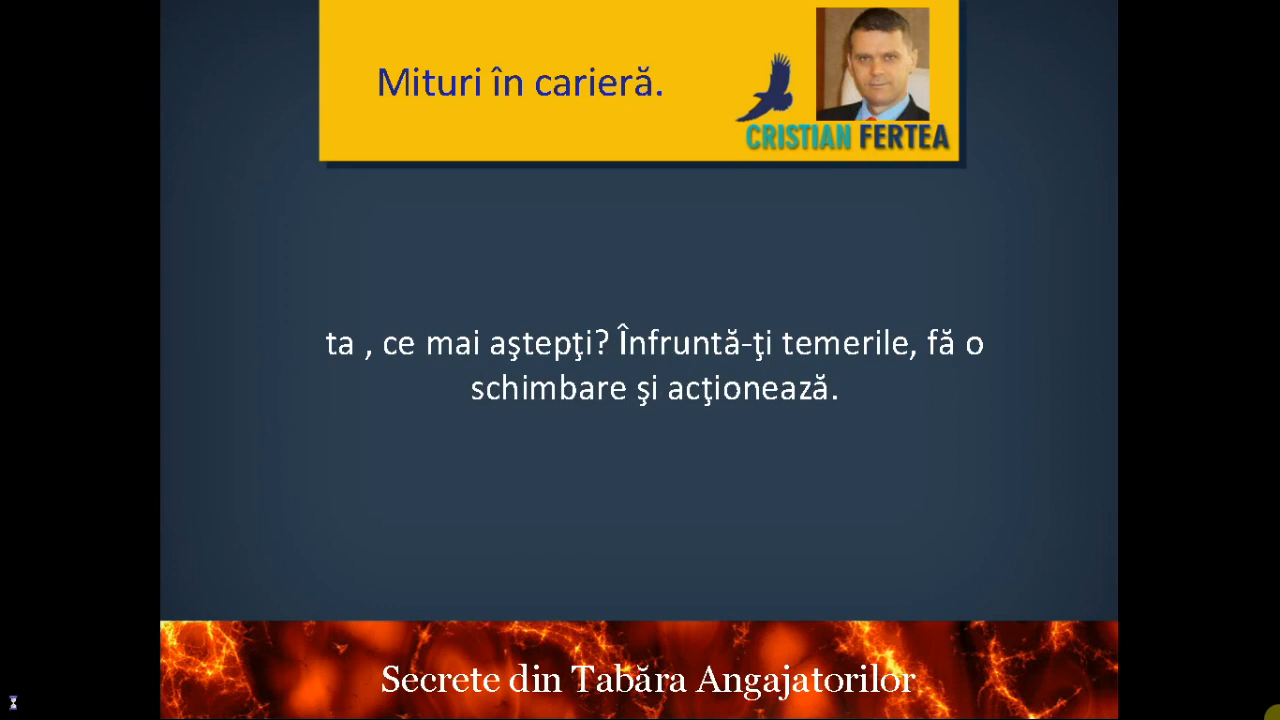 Mituri în carieră.
CRISTIAN FERTEA
ta , ce mai aştepţi? Înfruntă-ţi temerile, fă o
schimbare şi acţionează.
Secrete din Tabăra Angajatorilor